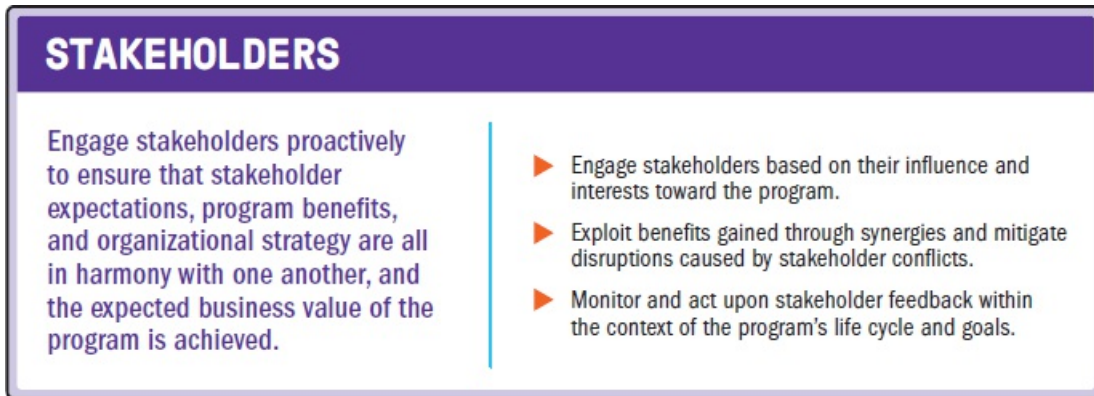 STAKEHOLDERS
Engage stakeholders proactively
to ensure that stakeholder
expectations, program benefits,
and organizational strategy are all
in harmony with one another, and
the expected business value of the
program is achieved.
Engage stakeholders based on their influence and
interests toward the program.
Exploit benefits gained through synergies and mitigate
disruptions caused by stakeholder conflicts.
Monitor and act upon stakeholder feedback within
the context of the program’s life cycle and goals.